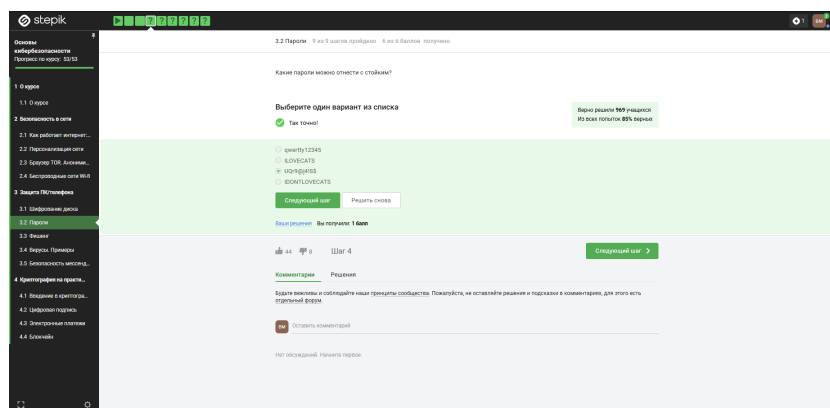 stepik
1
ВМ
Основы кибербезопасности
Прогресс по курсу: 53/53
1 О курсе
1.1 О курсе
2 Безопасность в сети
2.1 Как работает интернет:...
2.2 Персонализация сети
2.3 Браузер TOR. Аноними...
2.4 Беспроводные сети Wi-fi
3 Защита ПК/телефона
3.1 Шифрование диска
3.2 Пароли
3.3 Фишинг
3.4 Вирусы. Примеры
3.5 Безопасность мессенд...
4 Криптография на практи...
4.1 Введение в криптогра...
4.2 Цифровая подпись
4.3 Электронные платежи
4.4 Блокчейн
3.2 Пароли 9 из 9 шагов пройдено 6 из 6 баллов получено
Какие пароли можно отнести с стойким?
Выберите один вариант из списка
Так точно!
Верно решили 969 учащихся
Из всех попыток 85% верных
qwertty12345
ILOVECATS
UQr9@j4!S$
IDONTLOVECATS
Следующий шаг
Решить снова
Ваши решения Вы получили: 1 балл
44 8 Шаг 4
Следующий шаг
Комментарии Решения
Будьте вежливы и соблюдайте наши принципы сообщества. Пожалуйста, не оставляйте решения и подсказки в комментариях, для этого есть
отдельный форум.
ВМ Оставить комментарий
Нет обсуждений. Начните первое.